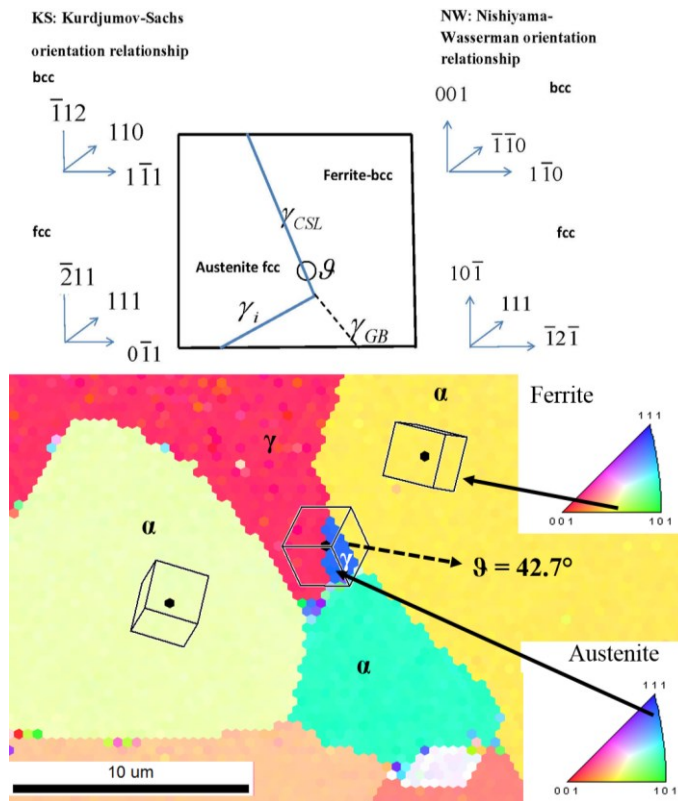 KS: Kurdjumov-Sachs
orientation relationship
bcc
1̅12
110
11̅1
fcc
2̅11
111
01̅1
Ferrite-bcc
γCSL
Austenite fcc
ϑ
γi
γGB
NW: Nishiyama-
Wasserman orientation
relationship
001
bcc
1̅1̅0
11̅0
fcc
101̅
111
1̅21̅
α
γ
α
γ
α
ϑ = 42.7°
10 um
Ferrite
111
001
101
Austenite
111
001
101